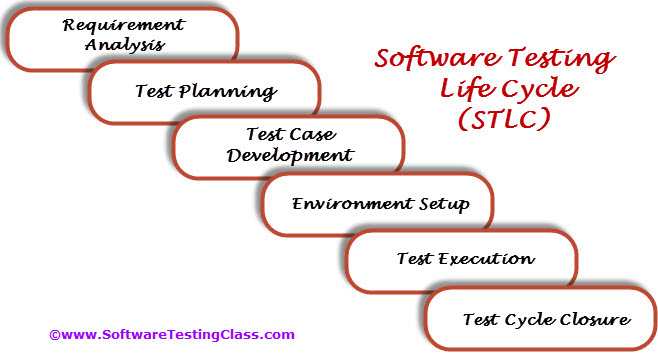 Requirement
Analysis
Software Testing
Life Cycle
(STLC)
Test Planning
Test Case
Development
Environment Setup
Test Execution
Test Cycle Closure
©www.SoftwareTestingClass.com